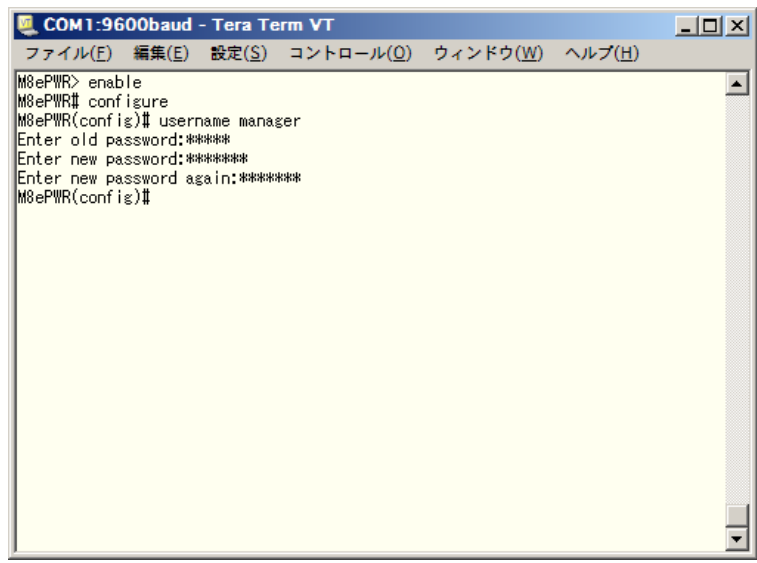 COM1:9600baud - Tera Term VT
ファイル(F) 編集(E) 設定(S) コントロール(O) ウィンドウ(W) ヘルプ(H)
M8ePWR> enable
M8ePWR# configure
M8ePWR(config)# username manager
Enter old password:*****
Enter new password:*******
Enter new password again:*******
M8ePWR(config)#